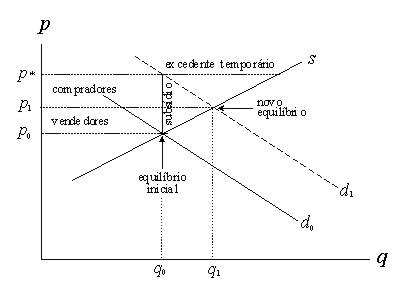 p
p*
excedente temporário
s
compradores
subsídio
p₁
novo
equilíbrio
vendedores
p₀
equilíbrio
inicial
d₁
d₀
q₀
q₁
q